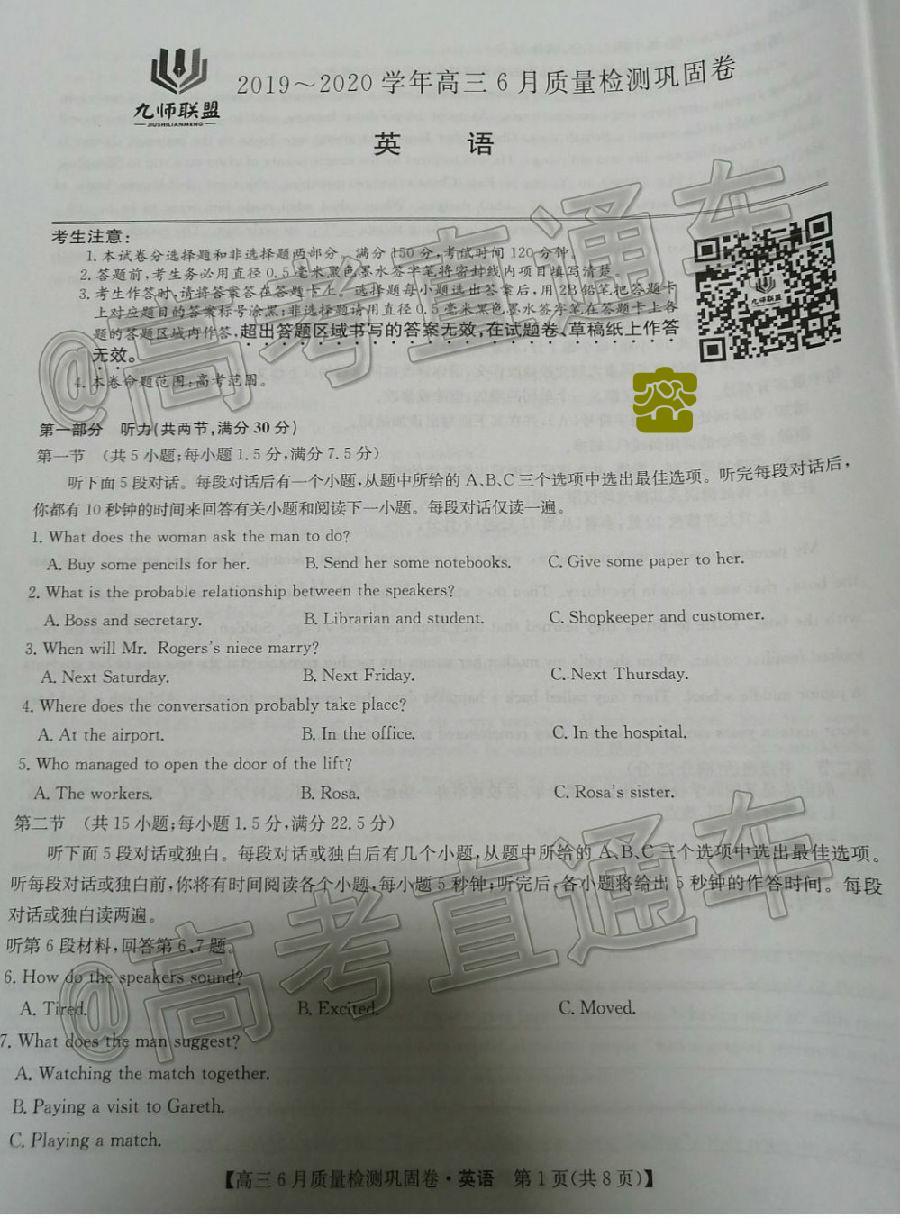 九师联盟
JIUSHILIANMENG
2019～2020学年高三6月质量检测巩固卷
英 语
考生注意：
1. 本试卷分选择题和非选择题两部分。满分150分，考试时间120分钟。
2. 答题前，考生务必用直径0.5毫米黑色墨水签字笔将密封线内项目填写清楚。
3. 考生作答时，请将答案答在答题卡上。选择题每小题选出答案后，用2B铅笔把答题卡
上对应题目的答案标号涂黑；非选择题请用直径0.5毫米黑色墨水签字笔在答题卡上各
题的答题区域内作答，超出答题区域书写的答案无效，在试题卷、草稿纸上作答
无效。
4. 本卷命题范围：高考范围。
九师联盟
第一部分 听力（共两节，满分30分）
第一节 （共5小题；每小题1.5分，满分7.5分）
听下面5段对话。每段对话后有一个小题，从题中所给的A、B、C三个选项中选出最佳选项。听完每段对话后，
你都有10秒钟的时间来回答有关小题和阅读下一小题。每段对话仅读一遍。
1. What does the woman ask the man to do?
A. Buy some pencils for her. B. Send her some notebooks. C. Give some paper to her.
2. What is the probable relationship between the speakers?
A. Boss and secretary. B. Librarian and student. C. Shopkeeper and customer.
3. When will Mr. Rogers's niece marry?
A. Next Saturday. B. Next Friday. C. Next Thursday.
4. Where does the conversation probably take place?
A. At the airport. B. In the office. C. In the hospital.
5. Who managed to open the door of the lift?
A. The workers. B. Rosa. C. Rosa's sister.
第二节 （共15小题；每小题1.5分，满分22.5分）
听下面5段对话或独白。每段对话或独白后有几个小题，从题中所给的A、B、C三个选项中选出最佳选项。
听每段对话或独白前，你将有时间阅读各个小题，每小题5秒钟；听完后，各小题将给出5秒钟的作答时间。每段
对话或独白读两遍。
听第6段材料，回答第6、7题。
6. How do the speakers sound?
A. Tired. B. Excited. C. Moved.
7. What does the man suggest?
A. Watching the match together.
B. Paying a visit to Gareth.
C. Playing a match.
【高三6月质量检测巩固卷·英语 第1页（共8页）】
@高考直通车
@高考直通车